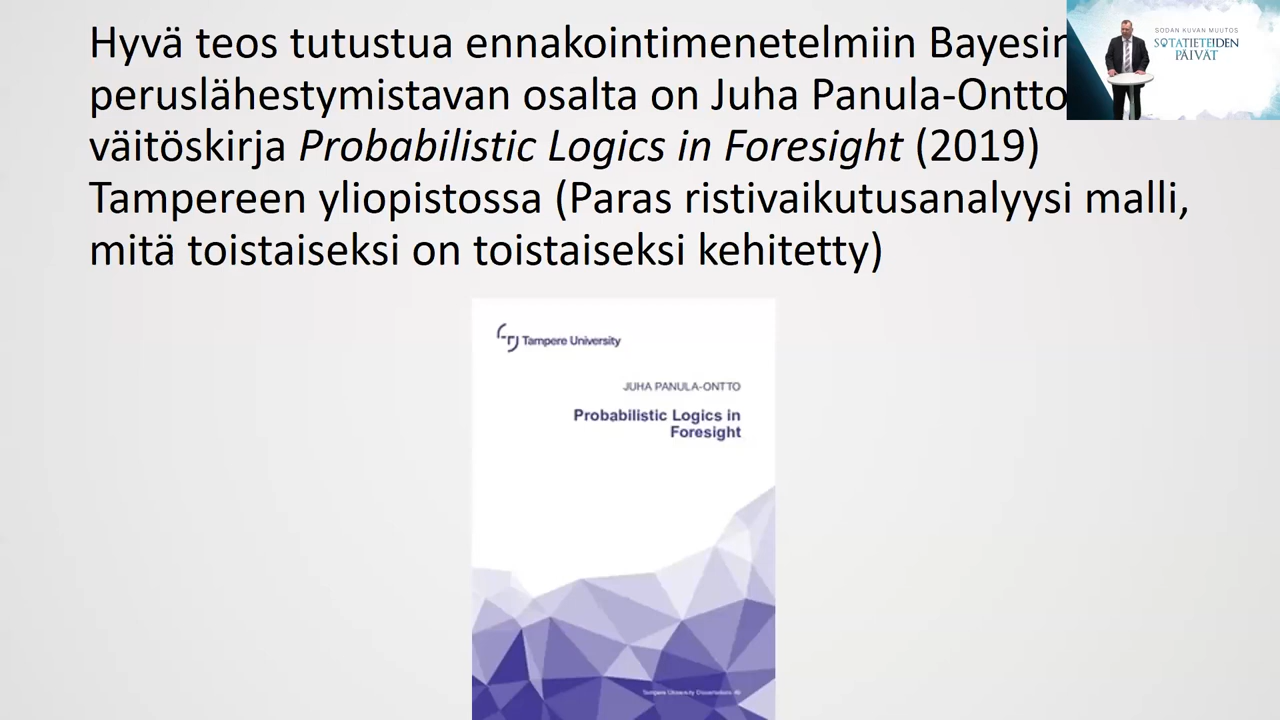 Hyvä teos tutustua ennakointimenetelmiin Bayesin
peruslähestymistavan osalta on Juha Panula-Ontto
väitöskirja Probabilistic Logics in Foresight (2019)
Tampereen yliopistossa (Paras ristivaikutusanalyysi malli,
mitä toistaiseksi on toistaiseksi kehitetty)
SODAN KUVAN MUUTOS
SOTATIETEIDEN
PÄIVÄT
Tampere University
JUHA PANULA-ONTTO
Probabilistic Logics in
Foresight
Tampere University Dissertations